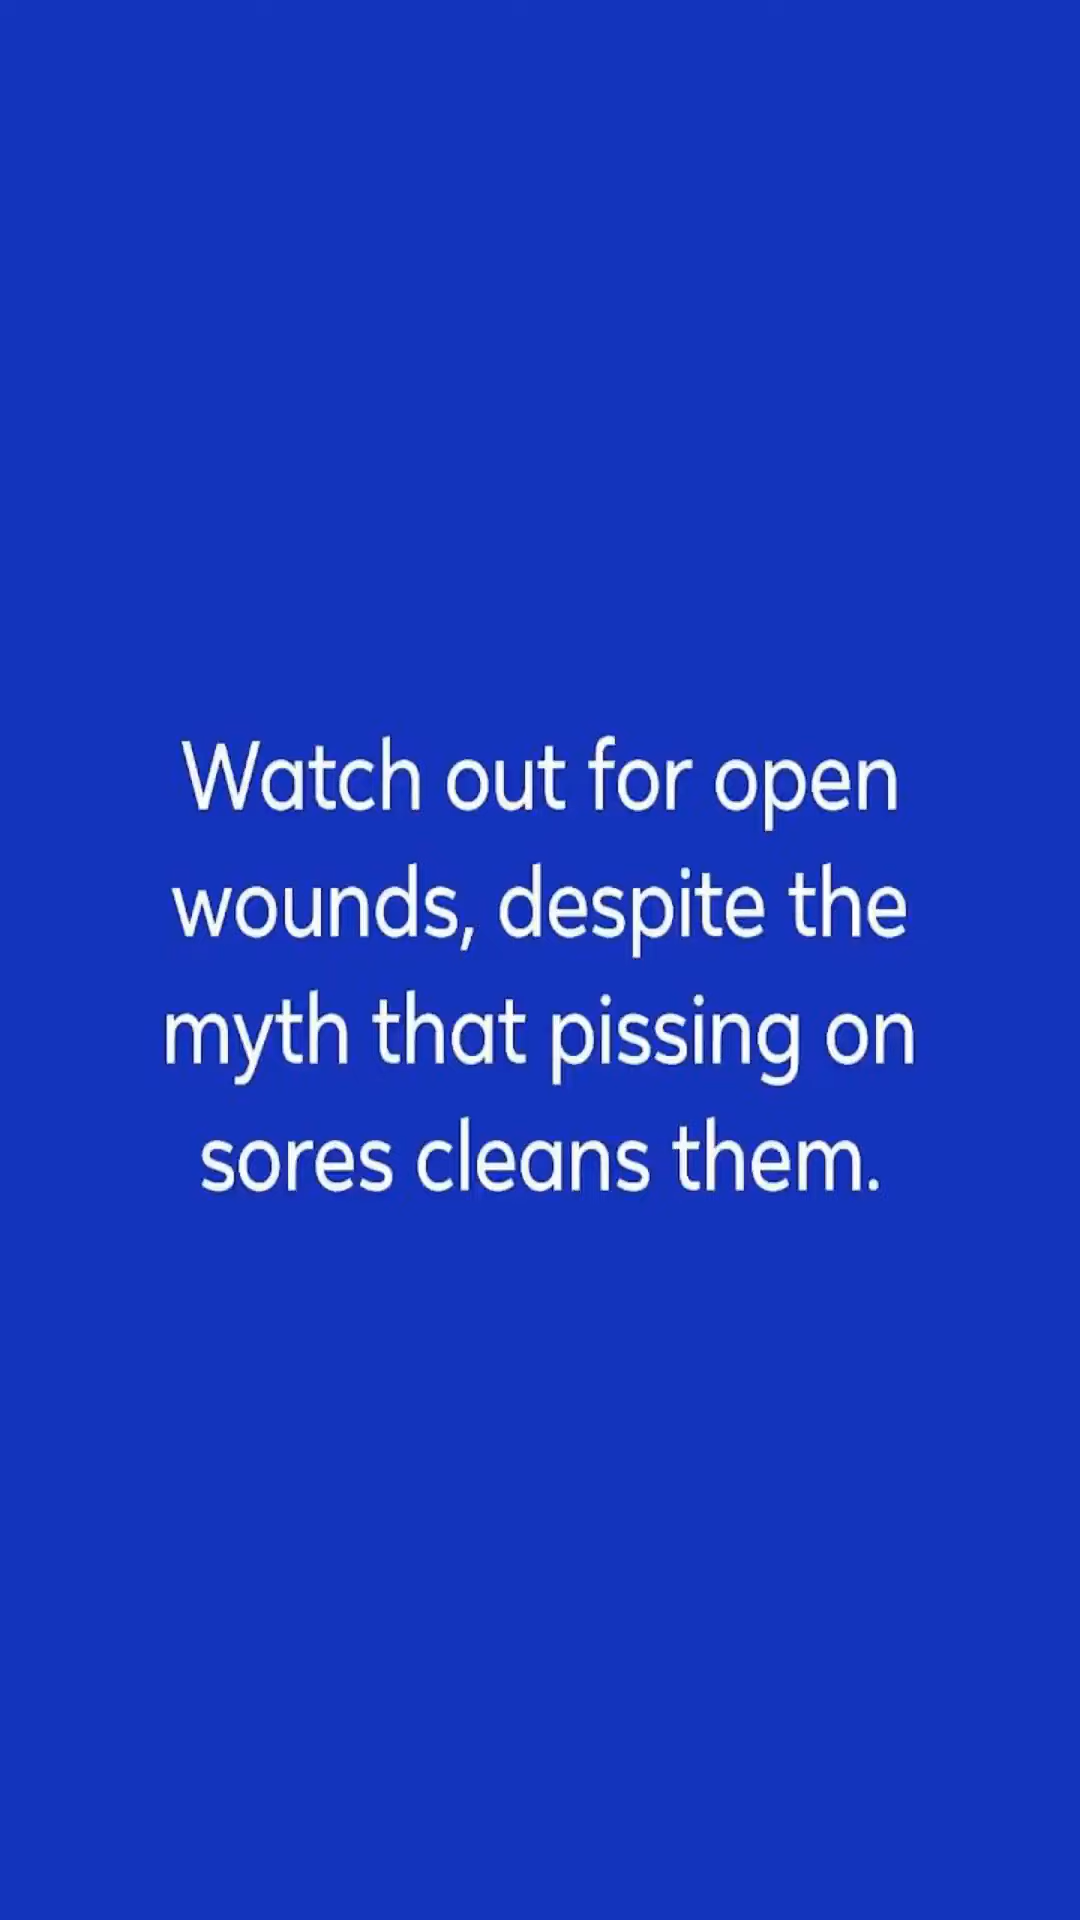 Watch out for open
wounds, despite the
myth that pissing on
sores cleans them.